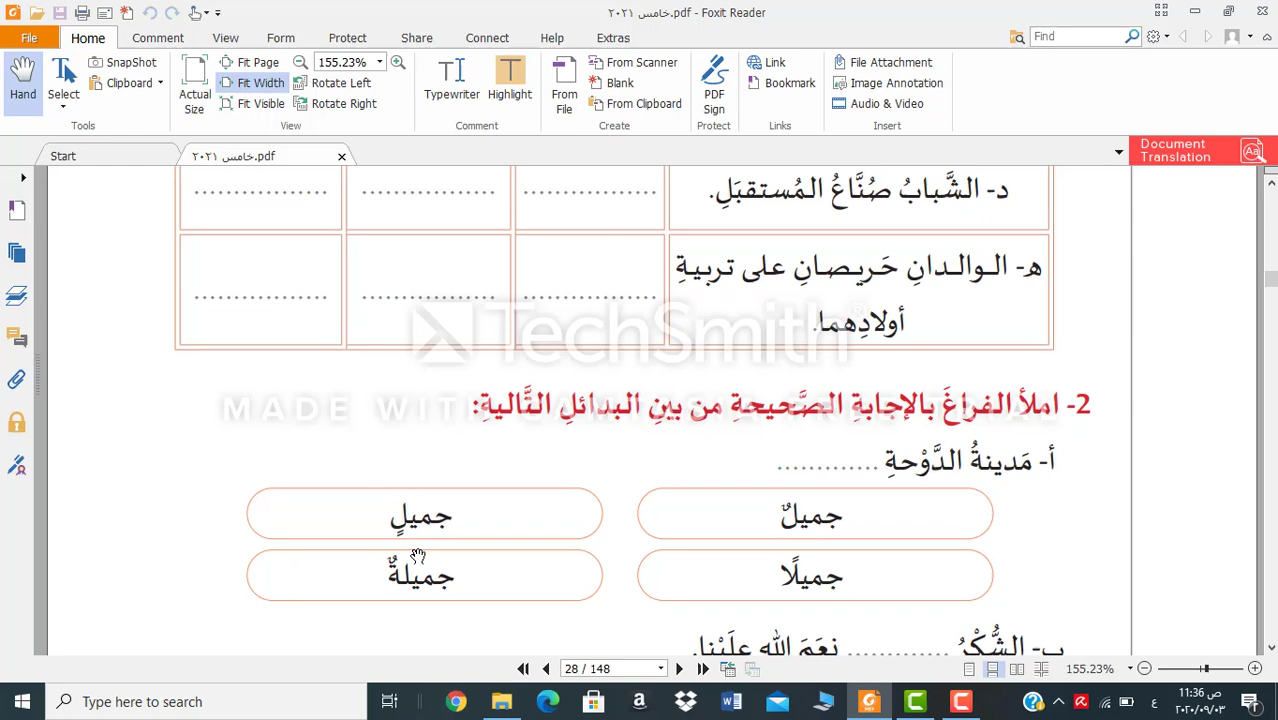 خامس ٢٠٢١.pdf - Foxit Reader
File Home Comment View Form Protect Share Connect Help Extras Find
Hand Select SnapShot Clipboard Tools
Actual Size Fit Page Fit Width Fit Visible 155.23% Rotate Left Rotate Right View
Typewriter Highlight Comment
From File From Scanner Blank From Clipboard Create
PDF Sign Protect
Link Bookmark Links
File Attachment Image Annotation Audio & Video Insert
Start خامس ٢٠٢١.pdf
Document Translation
د- الشَّبابُ صُنَّاعُ المُستقبَلِ. ................. ................. .................
ه- الوالدانِ حَريصانِ على تربيةِ
أولادِهما. ................. ................. .................
TechSmith
MADE WITH CAMTASIA FREE TRIAL
2- املأ الفراغَ بالإجابةِ الصَّحيحةِ من بينِ البدائلِ التَّاليةِ:
أ- مَدينةُ الدَّوْحةِ .............
جميلٌ جميلٍ
جميلًا جميلةٌ
ب- الشُّكْرُ ............. نِعَمَ اللهِ علَيْنا.
28 / 148 155.23%
Type here to search
ع ص 11:36
٢٠٢٠/٠٩/٠٣